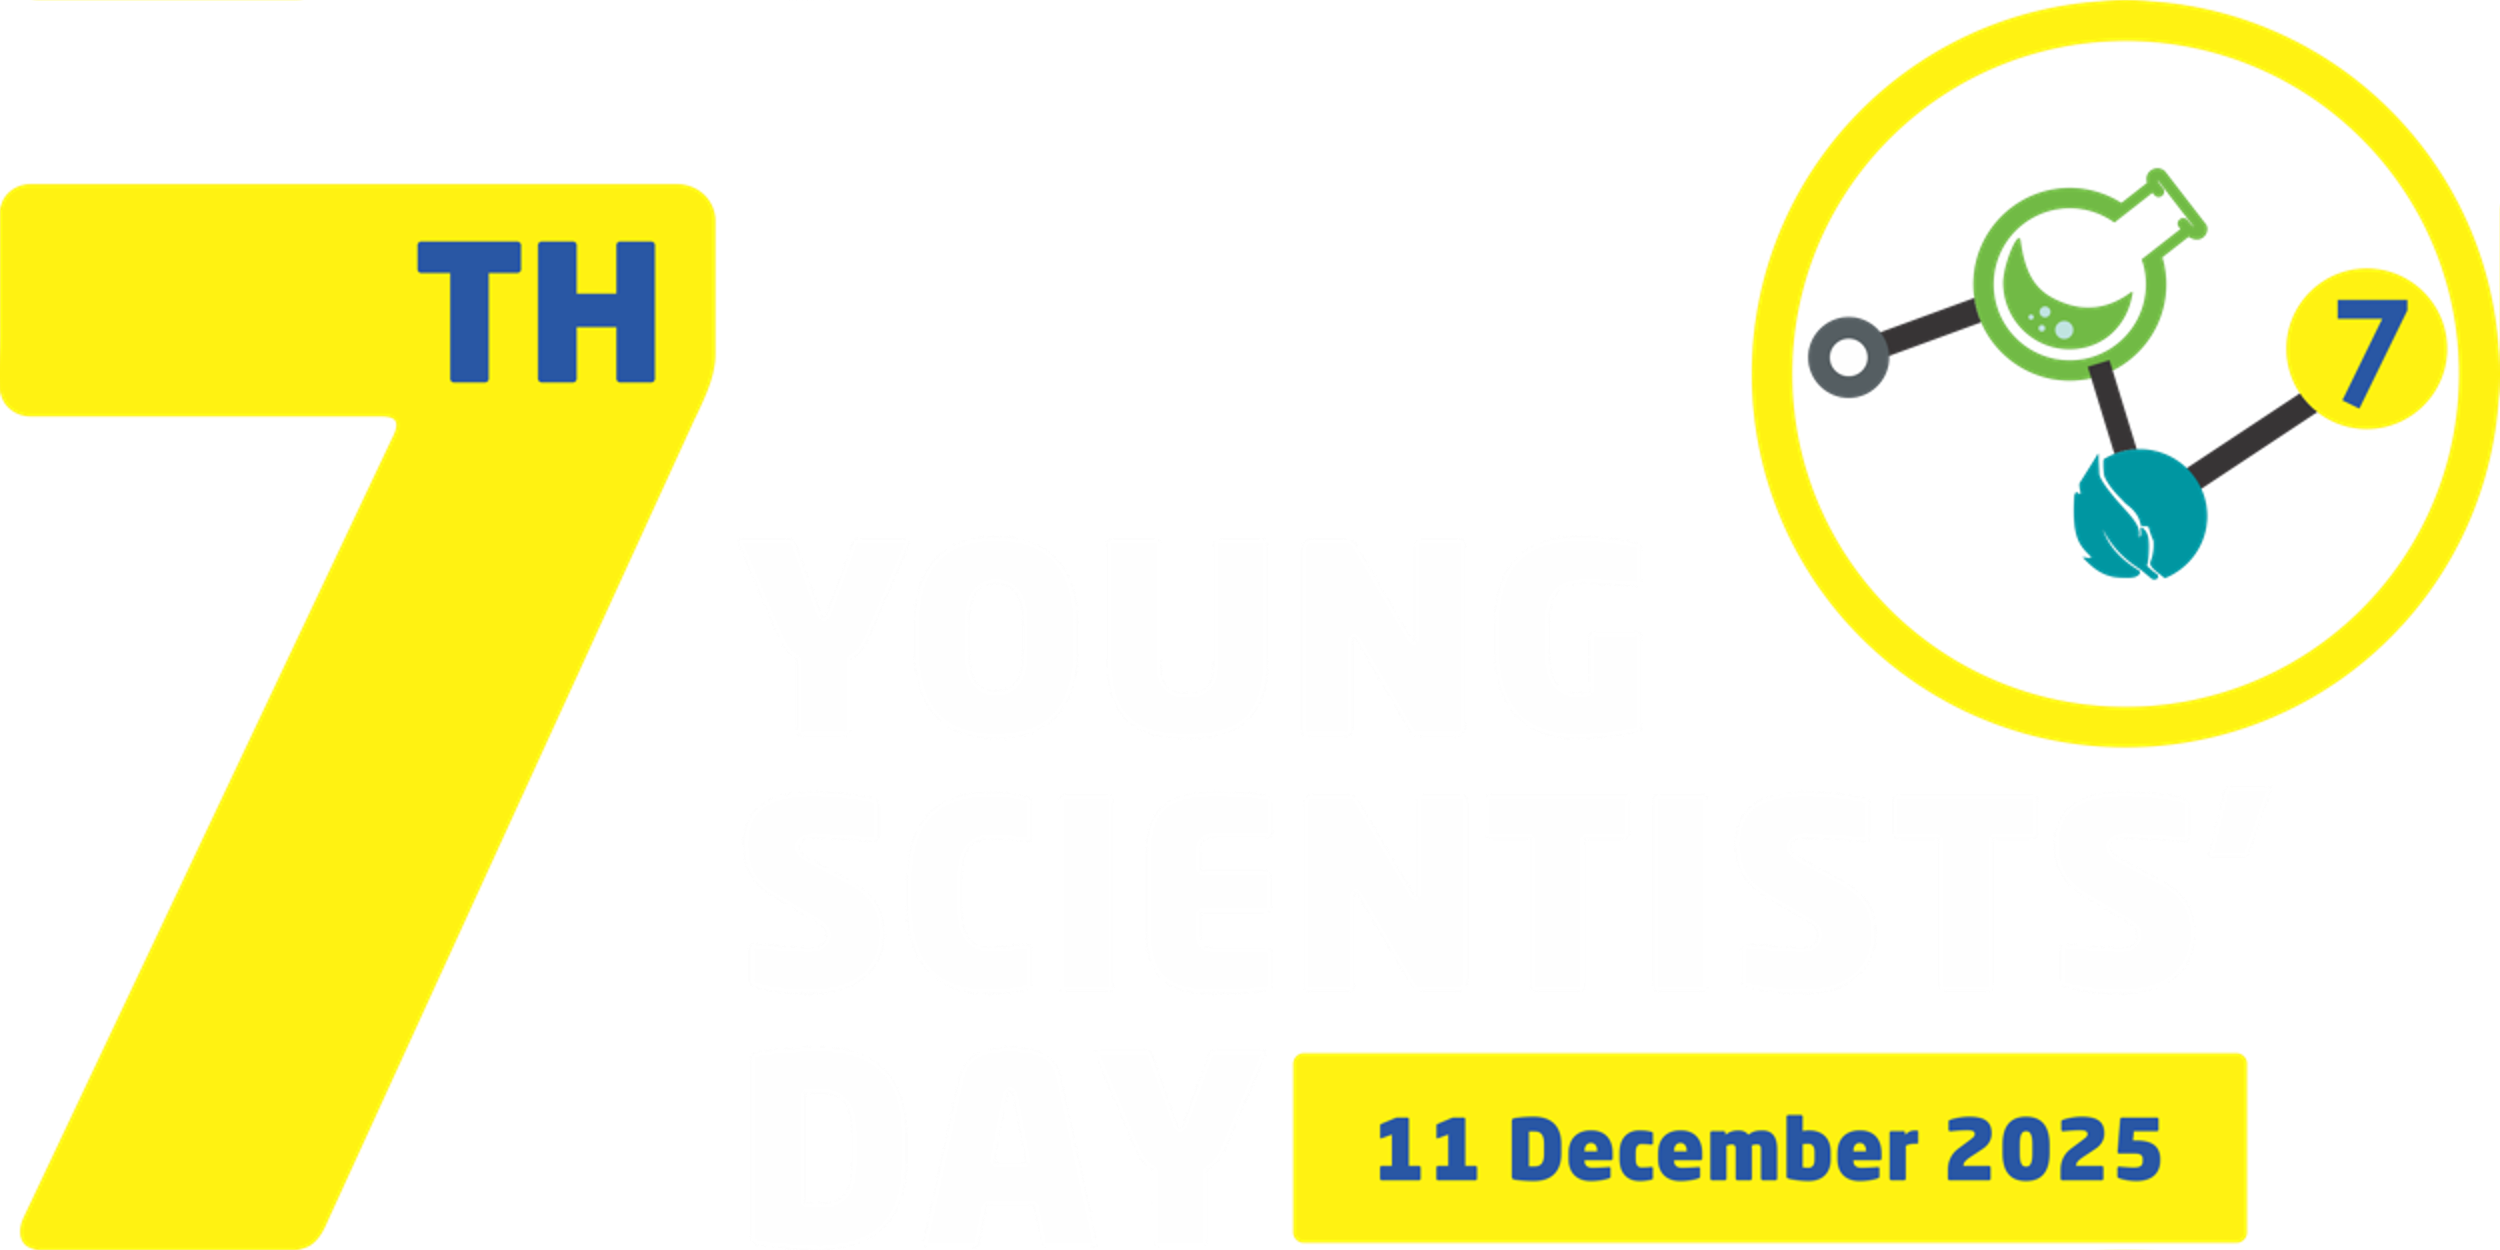 7TH
7
YOUNG
SCIENTISTS'
DAY
11 December 2025